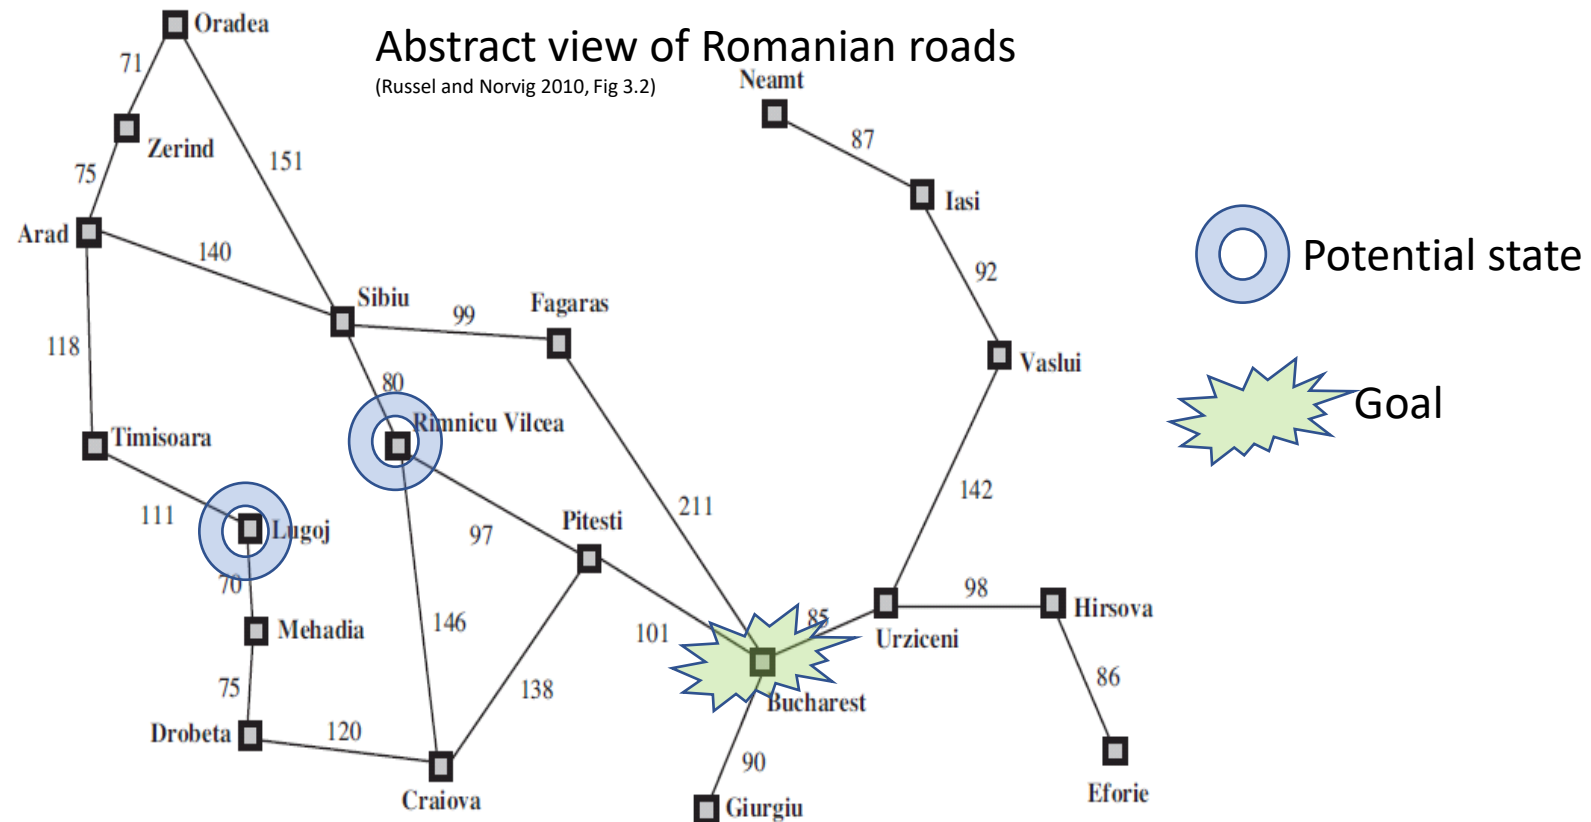 Oradea
Abstract view of Romanian roads
(Russel and Norvig 2010, Fig 3.2)
Neamt
71
87
Zerind
151
75
Iasi
Arad
140
92
Potential state
Sibiu
Fagaras
99
118
Vaslui
80
Goal
Rimnicu Vilcea
Timisoara
142
111
Lugoj
97
Pitesti
211
70
98
Hirsova
Mehadia
146
101
85
Urziceni
75
138
86
Bucharest
Drobeta
120
90
Craiova
Giurgiu
Eforie